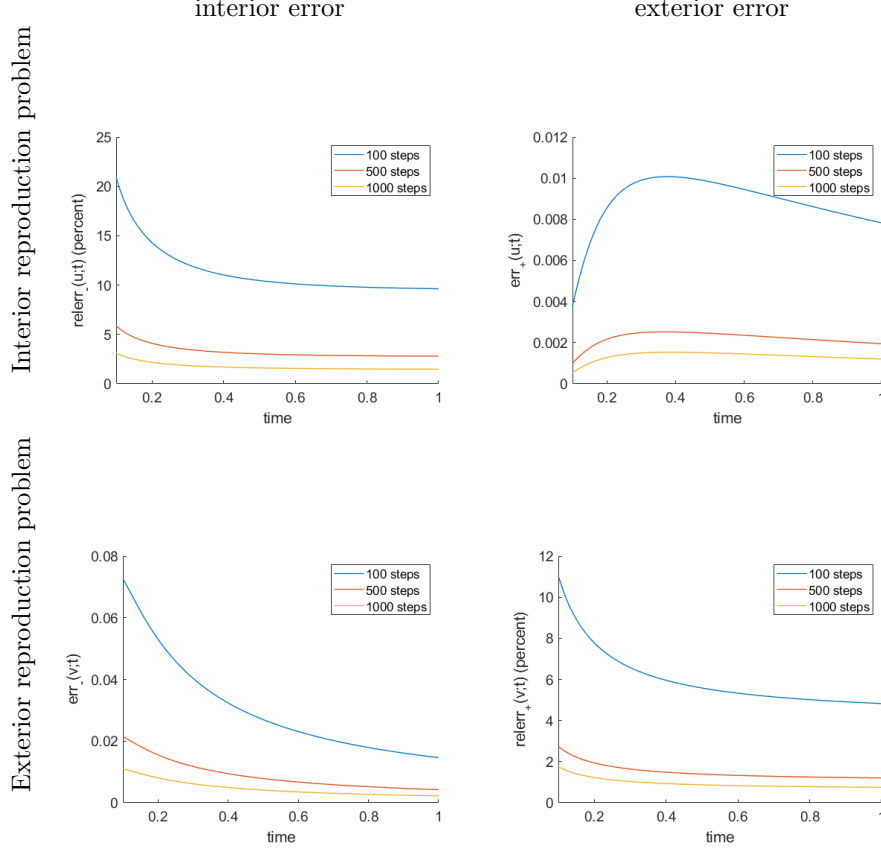 interior error
exterior error
Interior reproduction problem
relerr_(u;t) (percent)
25
20
15
10
5
0
0.2
0.4
0.6
0.8
1
time
100 steps
500 steps
1000 steps
err+(u;t)
0.012
0.01
0.008
0.006
0.004
0.002
0
0.2
0.4
0.6
0.8
1
time
100 steps
500 steps
1000 steps
Exterior reproduction problem
err_(v;t)
0.08
0.06
0.04
0.02
0
0.2
0.4
0.6
0.8
1
time
100 steps
500 steps
1000 steps
relerr+(v;t) (percent)
12
10
8
6
4
2
0
0.2
0.4
0.6
0.8
1
time
100 steps
500 steps
1000 steps